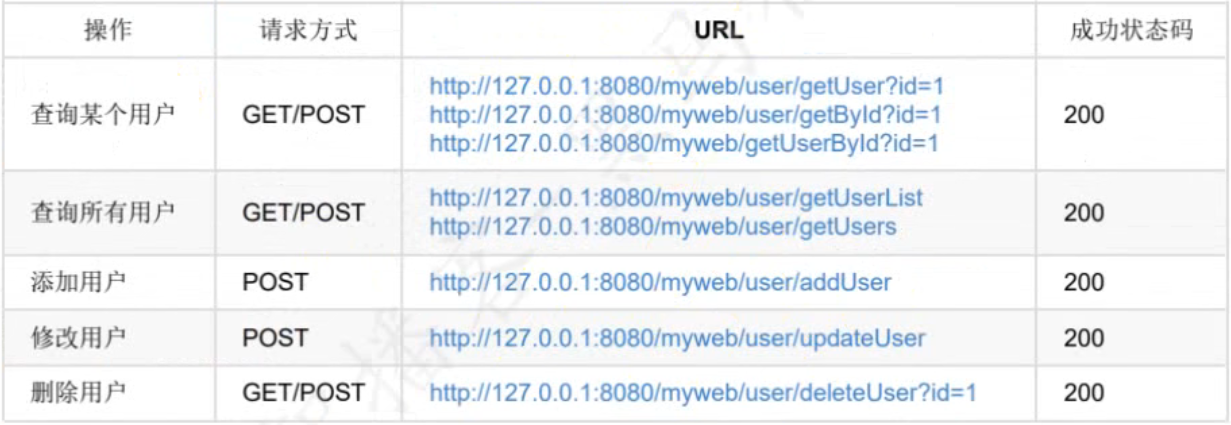 操作 请求方式 URL 成功状态码
查询某个用户 GET/POST http://127.0.0.1:8080/myweb/user/getUser?id=1 200
http://127.0.0.1:8080/myweb/user/getById?id=1
http://127.0.0.1:8080/myweb/getUserById?id=1
查询所有用户 GET/POST http://127.0.0.1:8080/myweb/user/getUserList 200
http://127.0.0.1:8080/myweb/user/getUsers
添加用户 POST http://127.0.0.1:8080/myweb/user/addUser 200
修改用户 POST http://127.0.0.1:8080/myweb/user/updateUser 200
删除用户 GET/POST http://127.0.0.1:8080/myweb/user/deleteUser?id=1 200